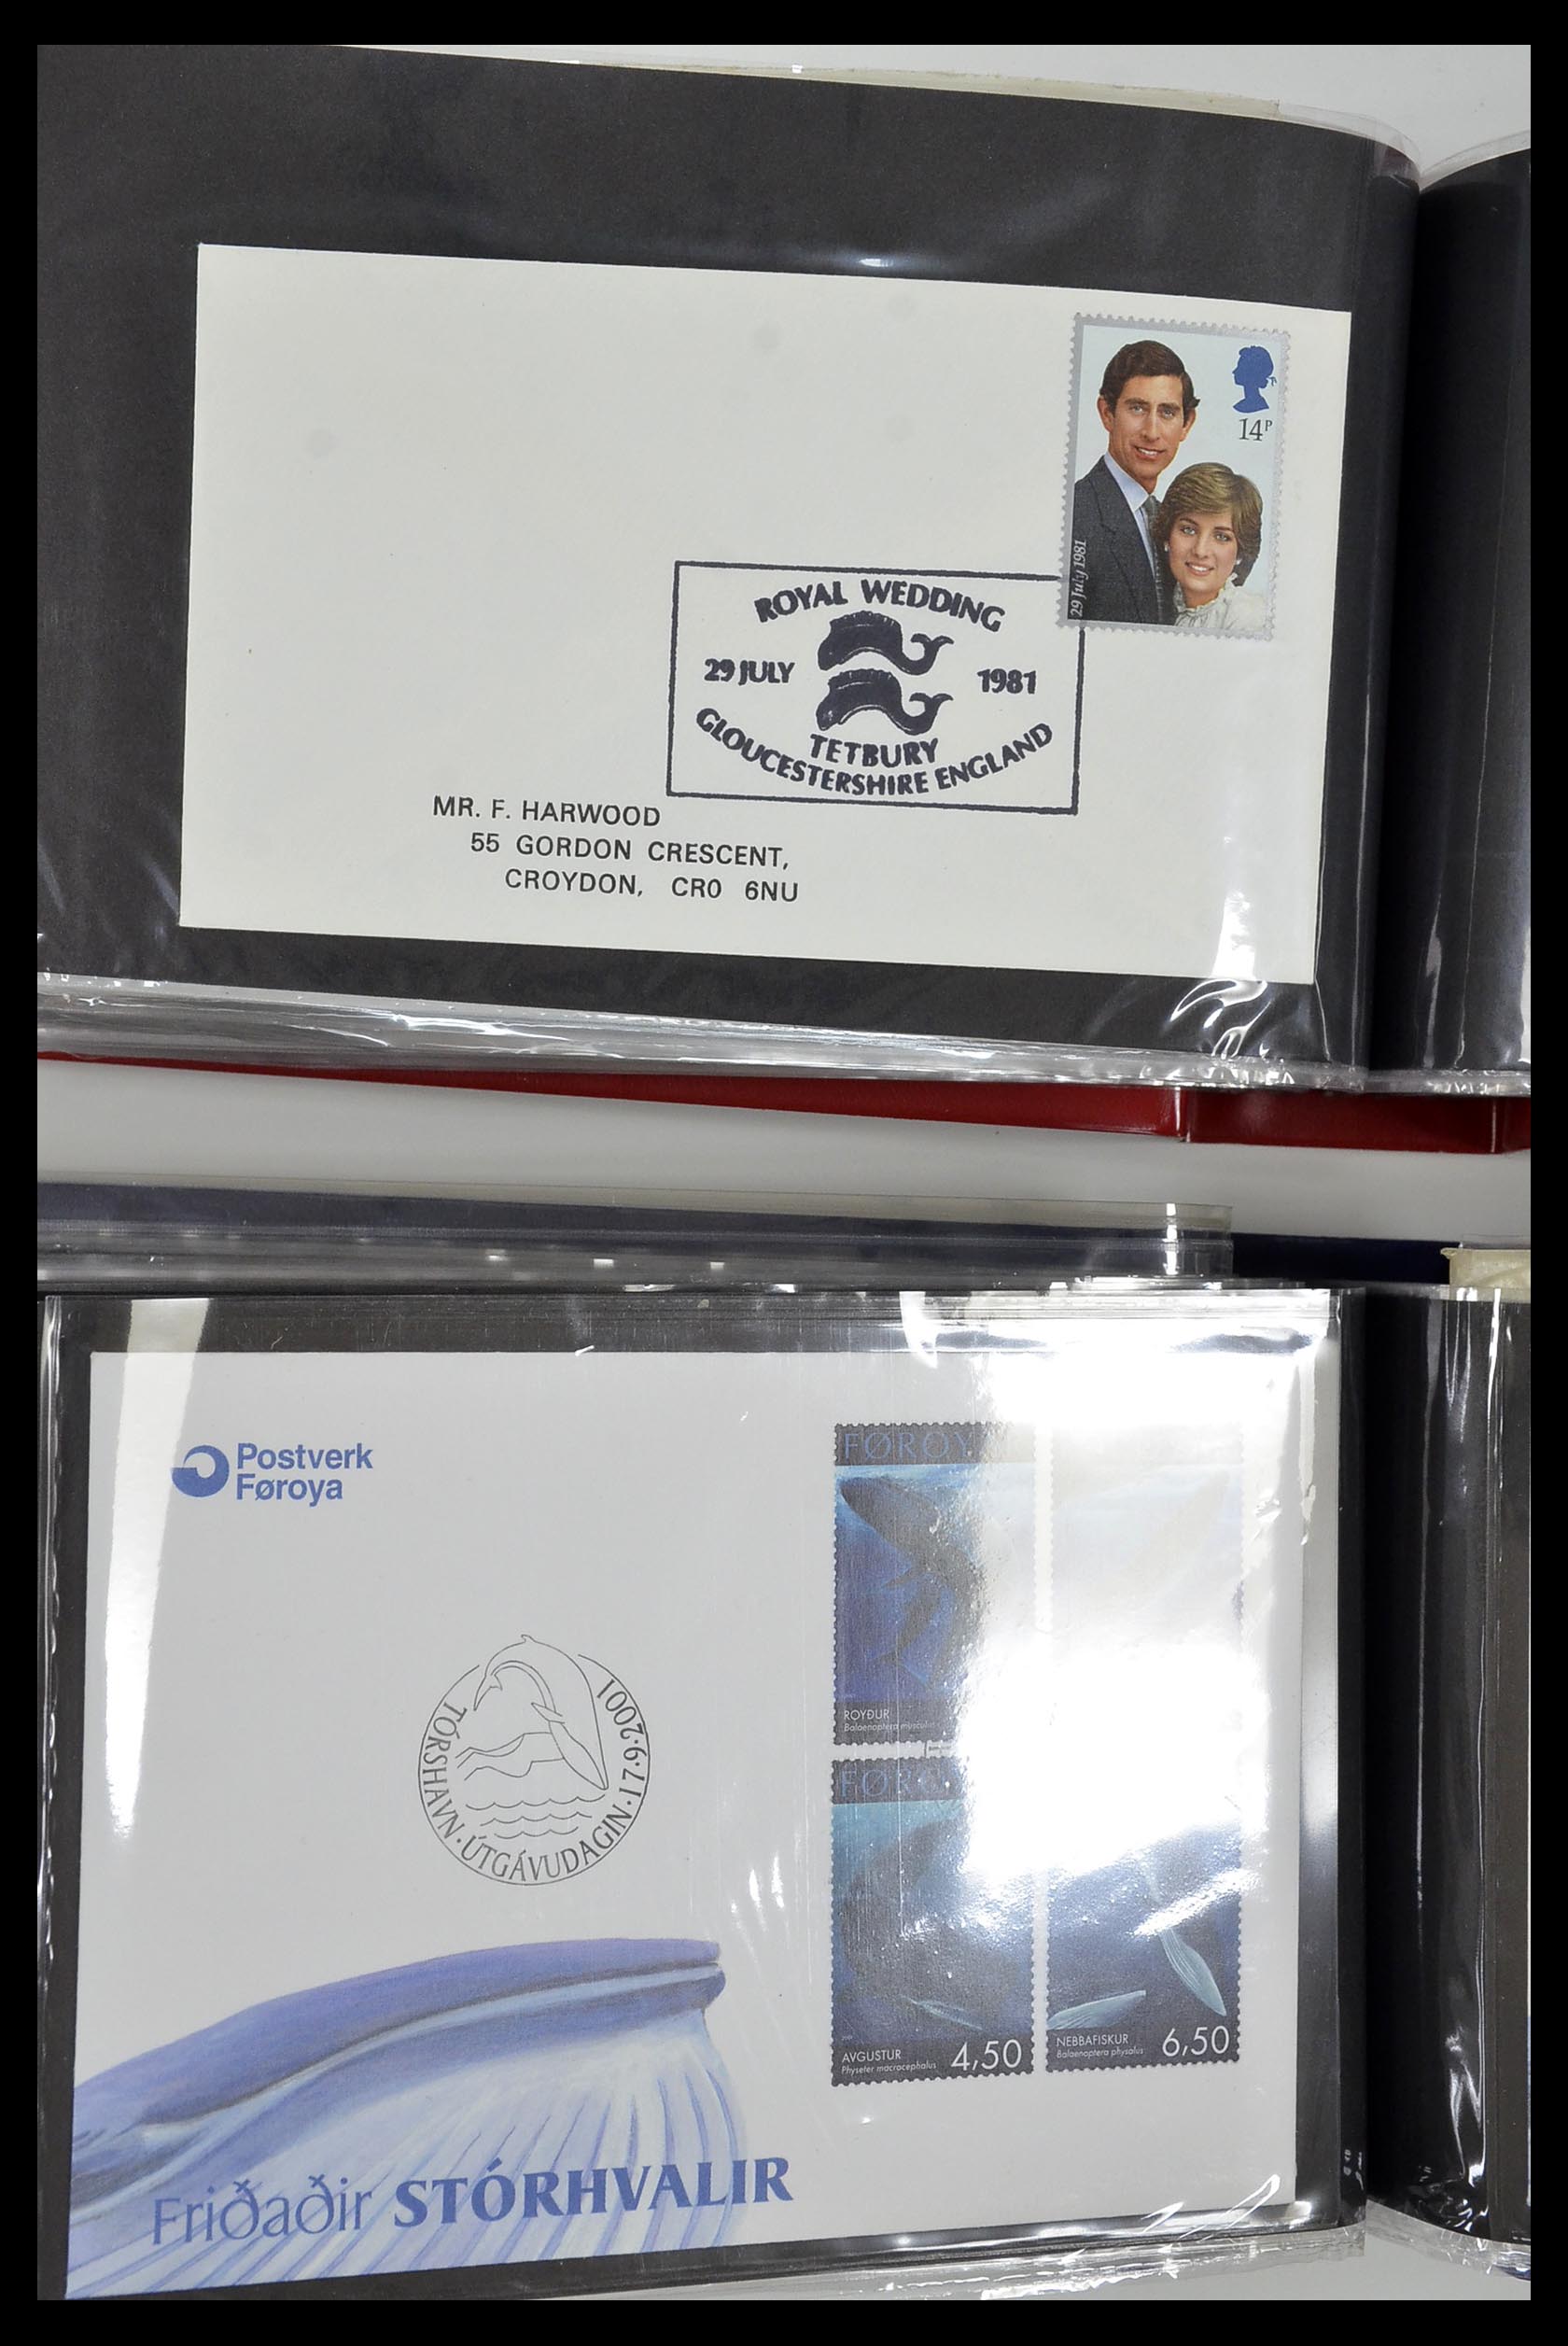 14P
29 July 1981
ROYAL WEDDING
29 JULY 1981
TETBURY
GLOUCESTERSHIRE ENGLAND
MR. F. HARWOOD
55 GORDON CRESCENT,
CROYDON, CR0 6NU
Postverk
Føroya
TÓRSHAVN · ÚTGÁVUDAGIN · 17·9·2001
ROYÐUR
Balaenoptera musculus
AVGUSTUR
Physeter macrocephalus
4,50
NEBBAFISKUR
Balaenoptera physalus
6,50
Friðaðir STÓRHVALIR